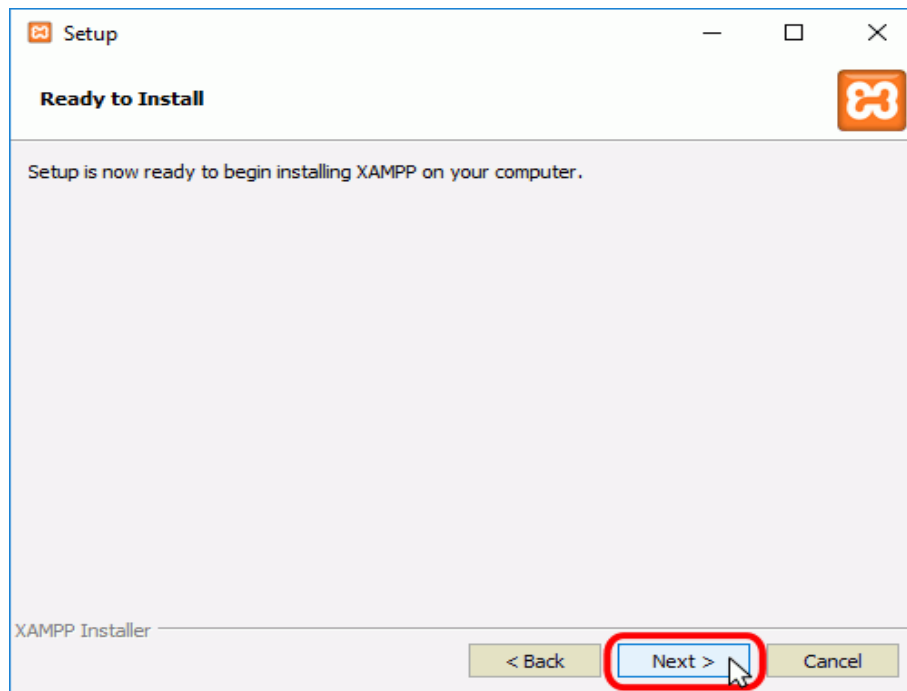 Setup
Ready to Install
Setup is now ready to begin installing XAMPP on your computer.
XAMPP Installer
< Back Next > Cancel